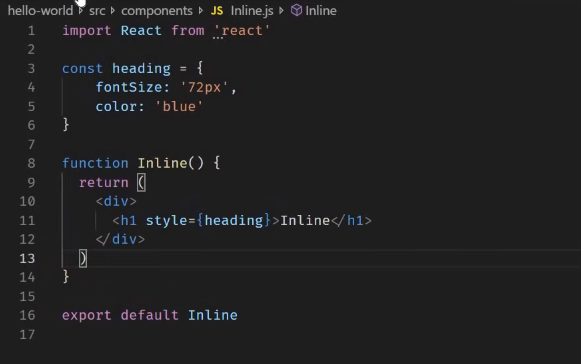 hello-world > src > components > JS Inline.js > Inline
1 import React from 'react'
2
3 const heading = {
4     fontSize: '72px',
5     color: 'blue'
6 }
7
8 function Inline() {
9   return (
10     <div>
11       <h1 style={heading}>Inline</h1>
12     </div>
13   )
14 }
15
16 export default Inline
17